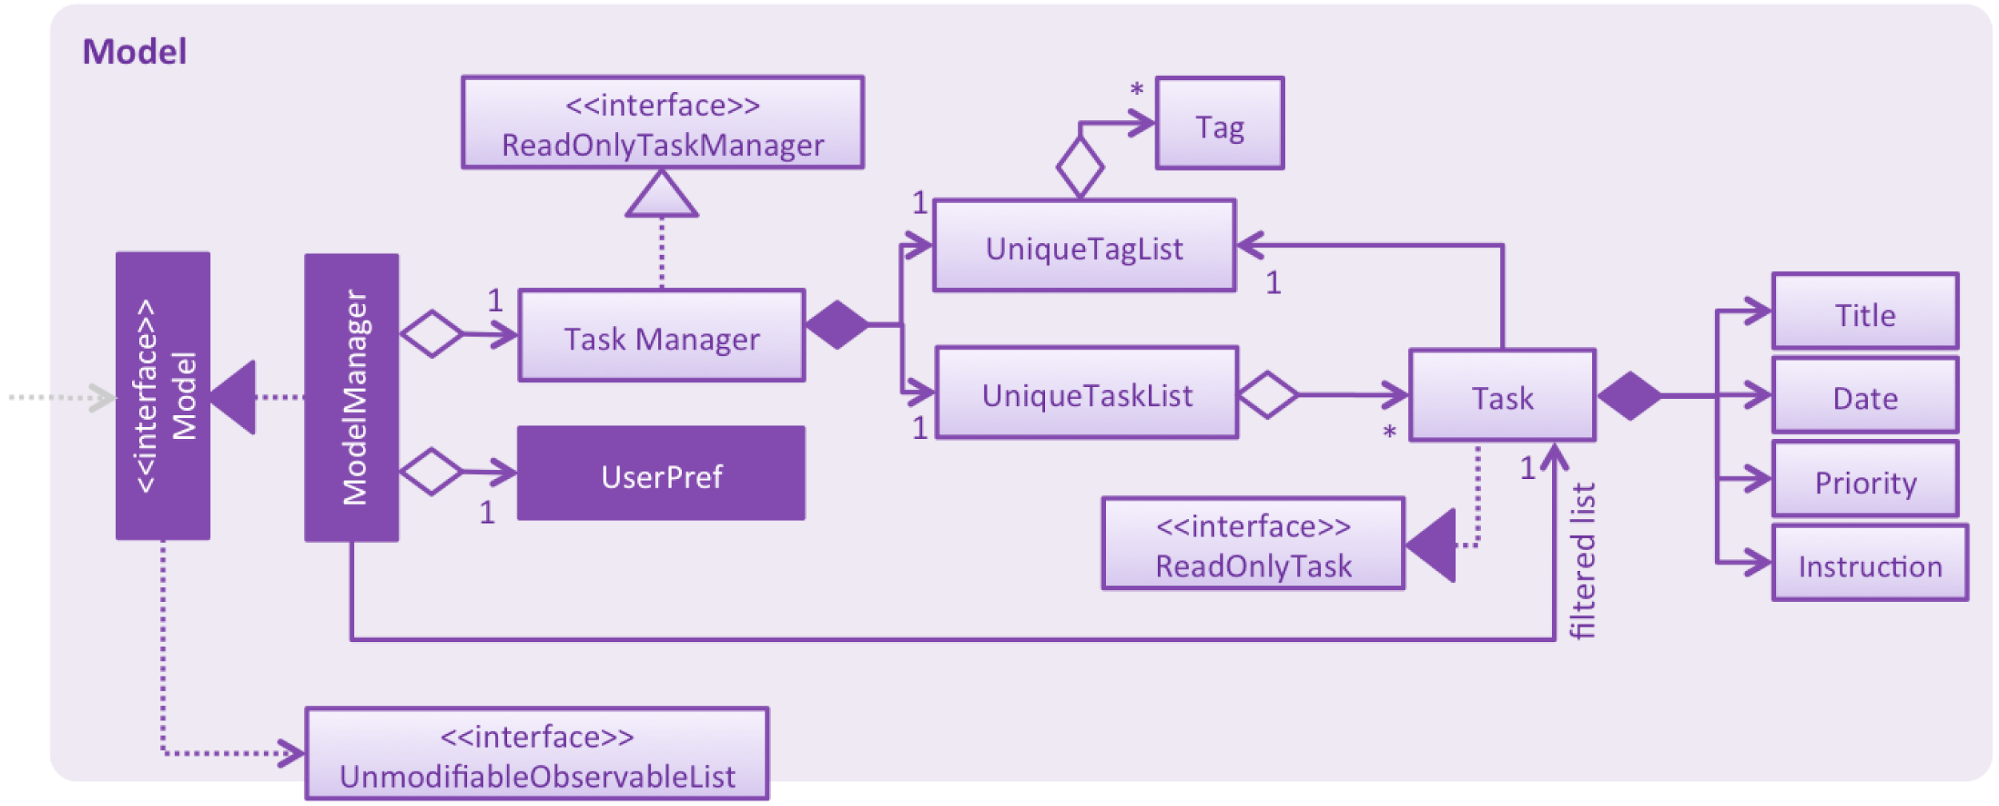 Model
<<interface>>
ReadOnlyTaskManager
*
Tag
1
UniqueTagList
1
<<interface>>
Model
ModelManager
1
Task Manager
1
UserPref
1
UniqueTaskList
*
Task
1
filtered list
<<interface>>
ReadOnlyTask
Title
Date
Priority
Instruction
<<interface>>
UnmodifiableObservableList